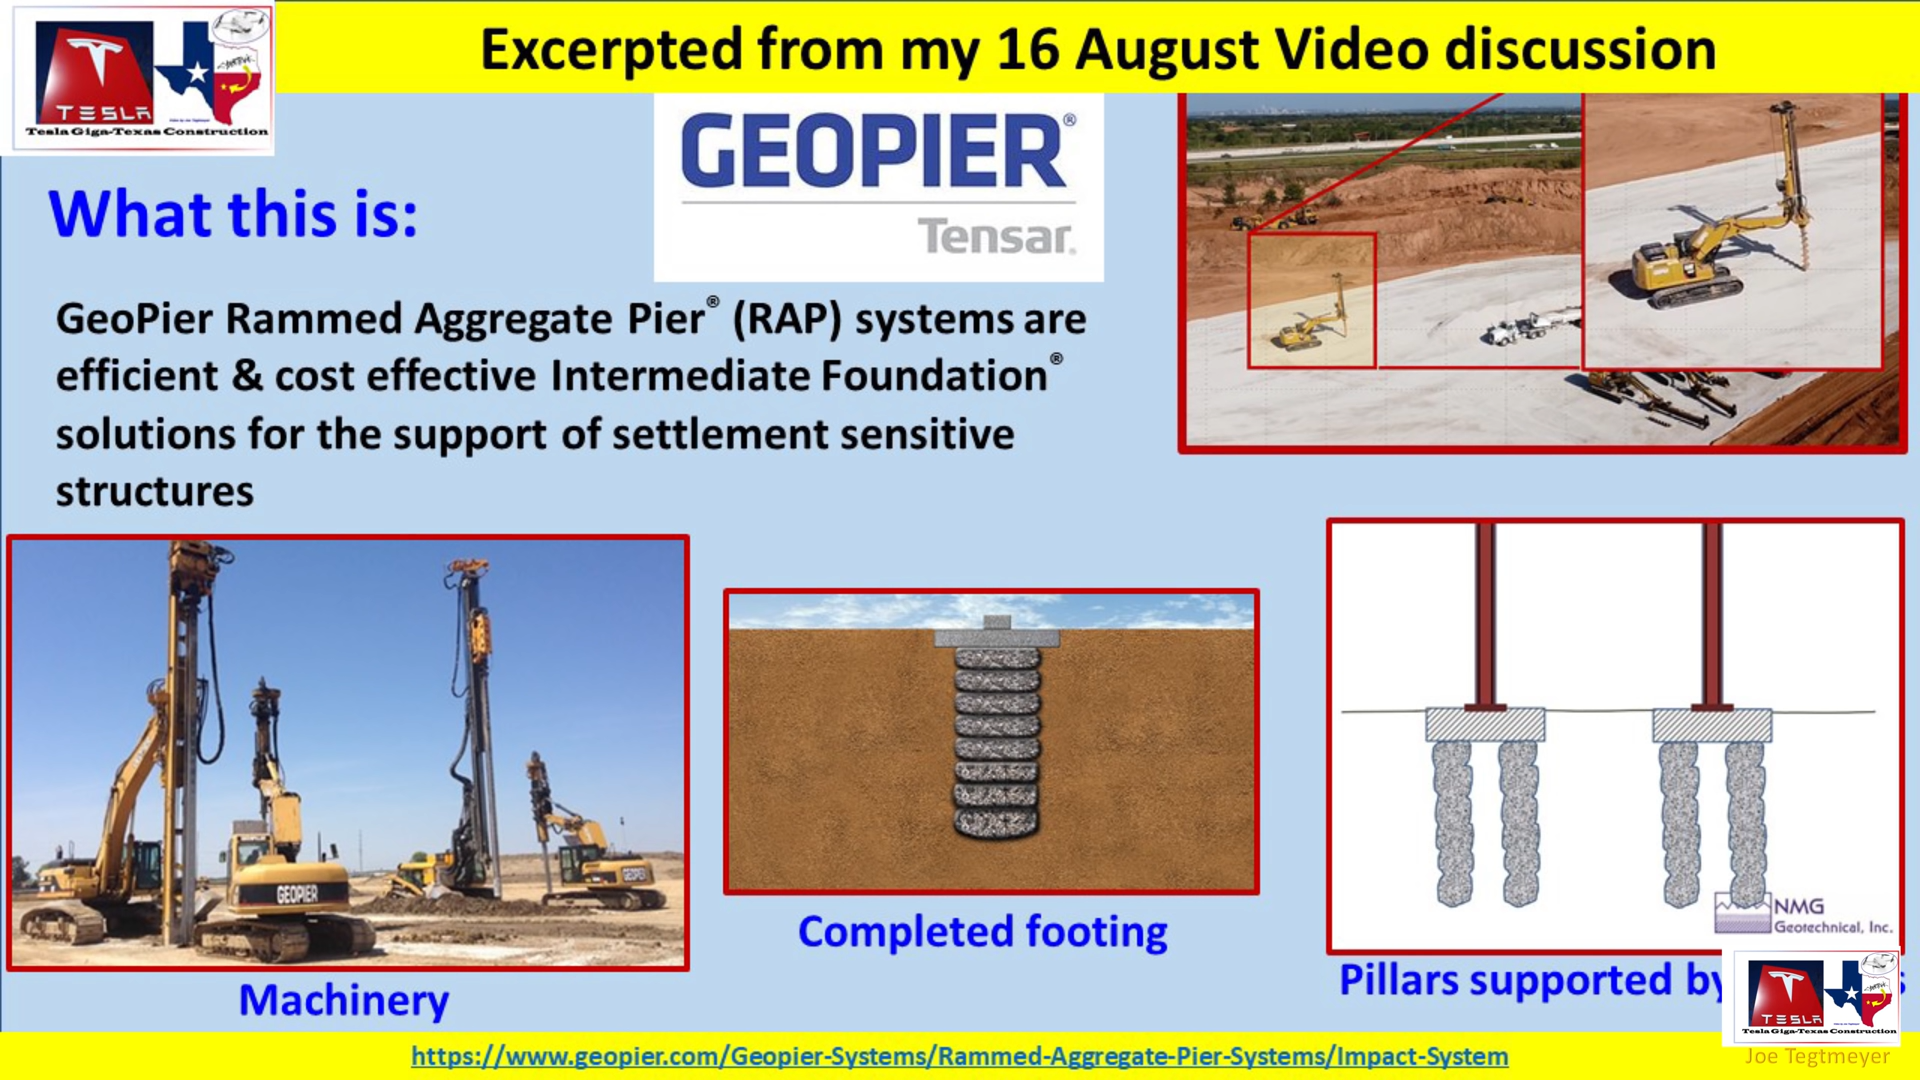 Excerpted from my 16 August Video discussion
TESLA
Tesla Giga-Texas Construction
GEOPIER®
Tensar®
What this is:
GeoPier Rammed Aggregate Pier® (RAP) systems are
efficient & cost effective Intermediate Foundation®
solutions for the support of settlement sensitive
structures
GEOPIER
GEOPIER
Machinery
Completed footing
NMG
Geotechnical, Inc.
Pillars supported by
TESLA
Tesla Giga-Texas Construction
https://www.geopier.com/Geopier-Systems/Rammed-Aggregate-Pier-Systems/Impact-System
Joe Tegtmeyer